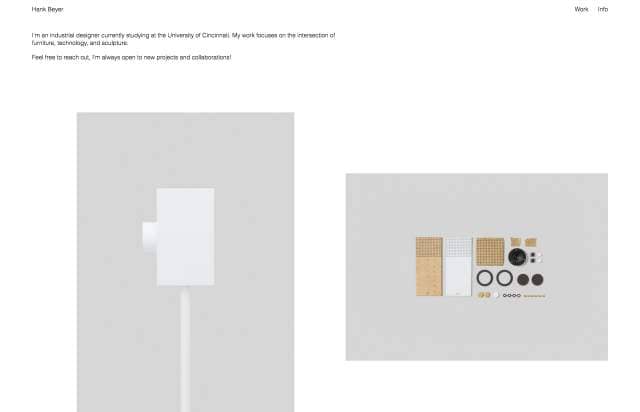 Hank Beyer
Work Info
I'm an industrial designer currently studying at the University of Cincinnati. My work focuses on the intersection of
furniture, technology, and sculpture.
Feel free to reach out, I'm always open to new projects and collaborations!